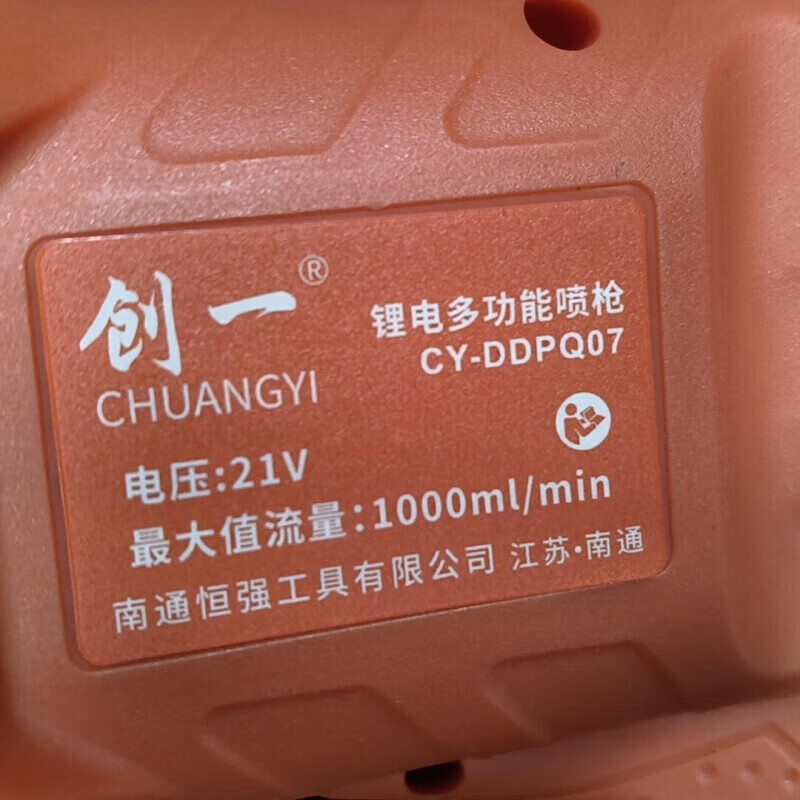 创一®
CHUANGYI
锂电多功能喷枪
CY-DDPQ07
电压:21V
最大值流量:1000ml/min
南通恒强工具有限公司 江苏·南通